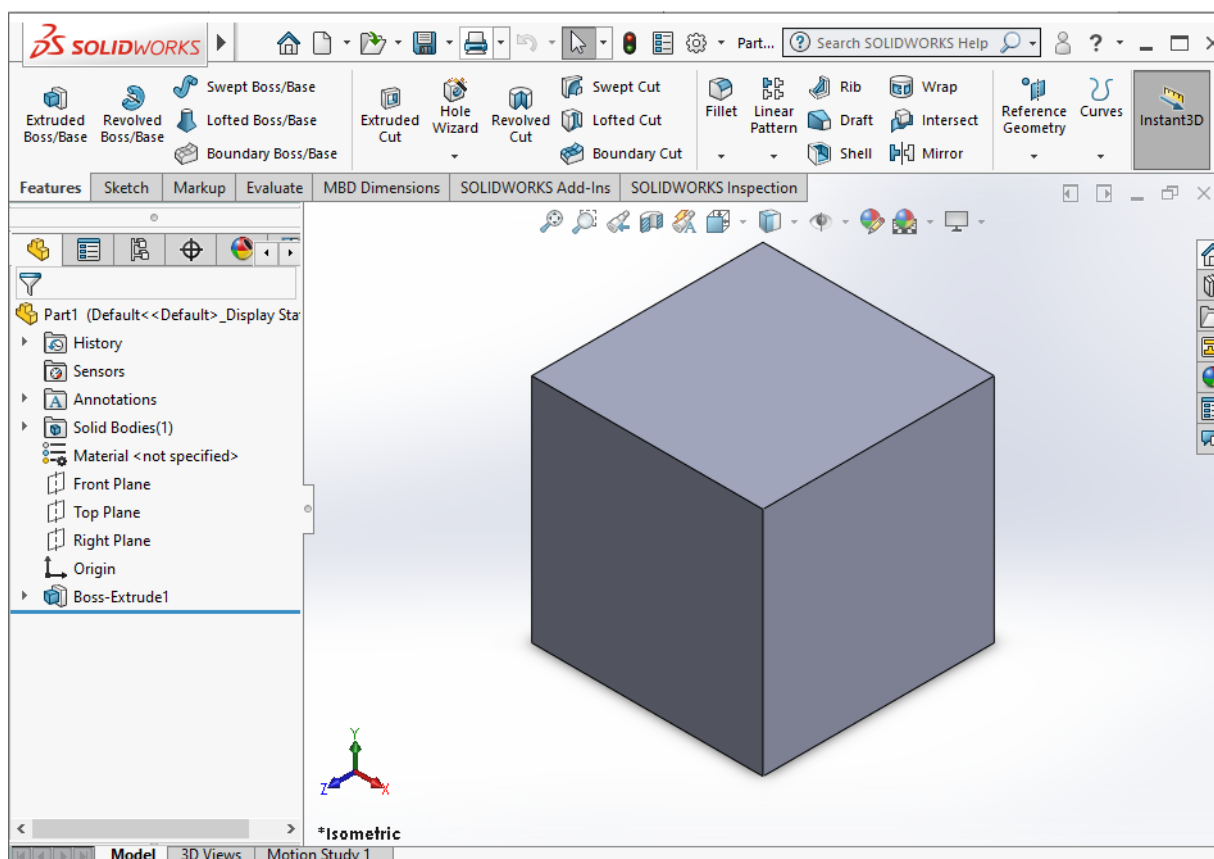 SOLIDWORKS
Part...
Search SOLIDWORKS Help
?
Extruded Boss/Base
Revolved Boss/Base
Swept Boss/Base
Lofted Boss/Base
Boundary Boss/Base
Extruded Cut
Hole Wizard
Revolved Cut
Swept Cut
Lofted Cut
Boundary Cut
Fillet
Linear Pattern
Rib
Draft
Shell
Wrap
Intersect
Mirror
Reference Geometry
Curves
Instant3D
Features
Sketch
Markup
Evaluate
MBD Dimensions
SOLIDWORKS Add-Ins
SOLIDWORKS Inspection
Part1 (Default<<Default>_Display Sta
History
Sensors
Annotations
Solid Bodies(1)
Material <not specified>
Front Plane
Top Plane
Right Plane
Origin
Boss-Extrude1
Y
Z
X
*Isometric
Model
3D Views
Motion Study 1